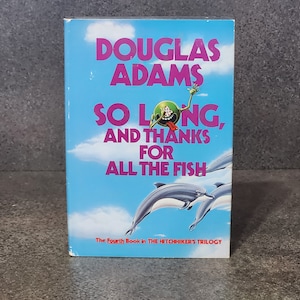 DOUGLAS
ADAMS
SO LONG,
AND THANKS
FOR
ALL THE FISH
The Fourth Book in THE HITCHHIKER'S TRILOGY